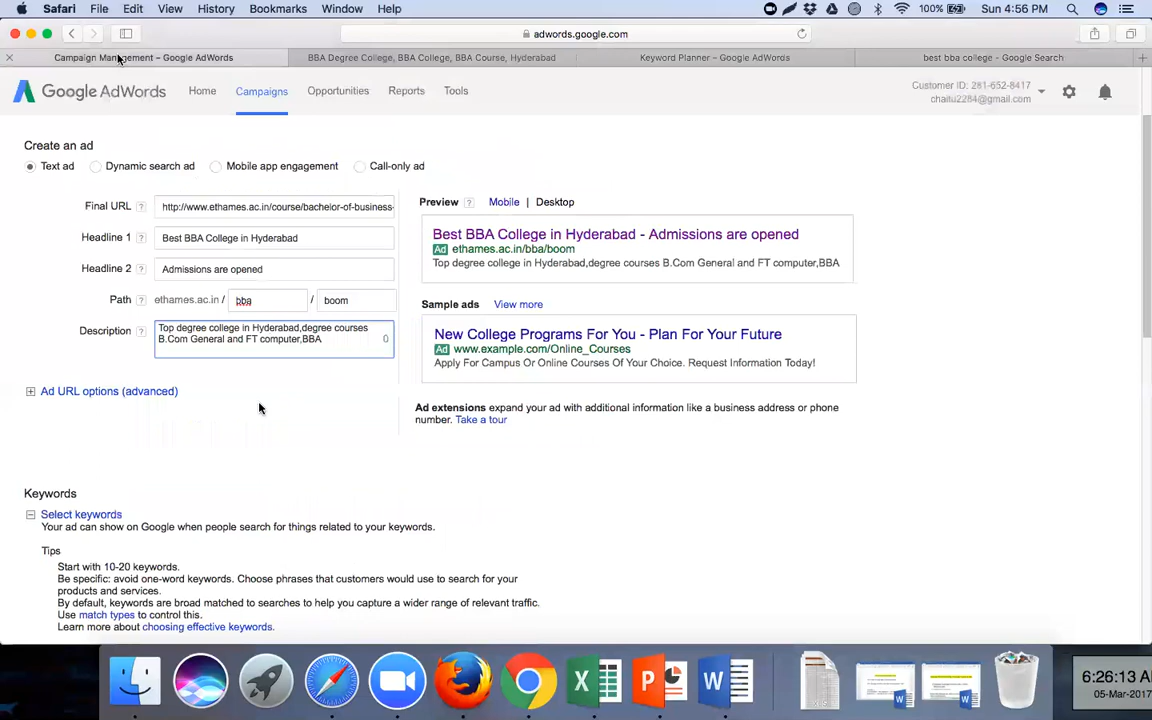 Safari File Edit View History Bookmarks Window Help 100% Sun 4:56 PM
adwords.google.com
Campaign Management – Google AdWords BBA Degree College, BBA College, BBA Course, Hyderabad Keyword Planner – Google AdWords best bba college - Google Search
Google AdWords Home Campaigns Opportunities Reports Tools
Customer ID: 281-652-8417
chaitu2284@gmail.com
Create an ad
Text ad Dynamic search ad Mobile app engagement Call-only ad
Final URL ? http://www.ethames.ac.in/course/bachelor-of-business-
Headline 1 ? Best BBA College in Hyderabad
Headline 2 ? Admissions are opened
Path ? ethames.ac.in / bba / boom
Description ? Top degree college in Hyderabad,degree courses
B.Com General and FT computer,BBA 0
Ad URL options (advanced)
Preview ? Mobile | Desktop
Best BBA College in Hyderabad - Admissions are opened
Ad ethames.ac.in/bba/boom
Top degree college in Hyderabad,degree courses B.Com General and FT computer,BBA
Sample ads View more
New College Programs For You - Plan For Your Future
Ad www.example.com/Online_Courses
Apply For Campus Or Online Courses Of Your Choice. Request Information Today!
Ad extensions expand your ad with additional information like a business address or phone
number. Take a tour
Keywords
Select keywords
Your ad can show on Google when people search for things related to your keywords.
Tips
Start with 10-20 keywords.
Be specific: avoid one-word keywords. Choose phrases that customers would use to search for your
products and services.
By default, keywords are broad matched to searches to help you capture a wider range of relevant traffic.
Use match types to control this.
Learn more about choosing effective keywords.
6:26:13 A
05-Mar-2017